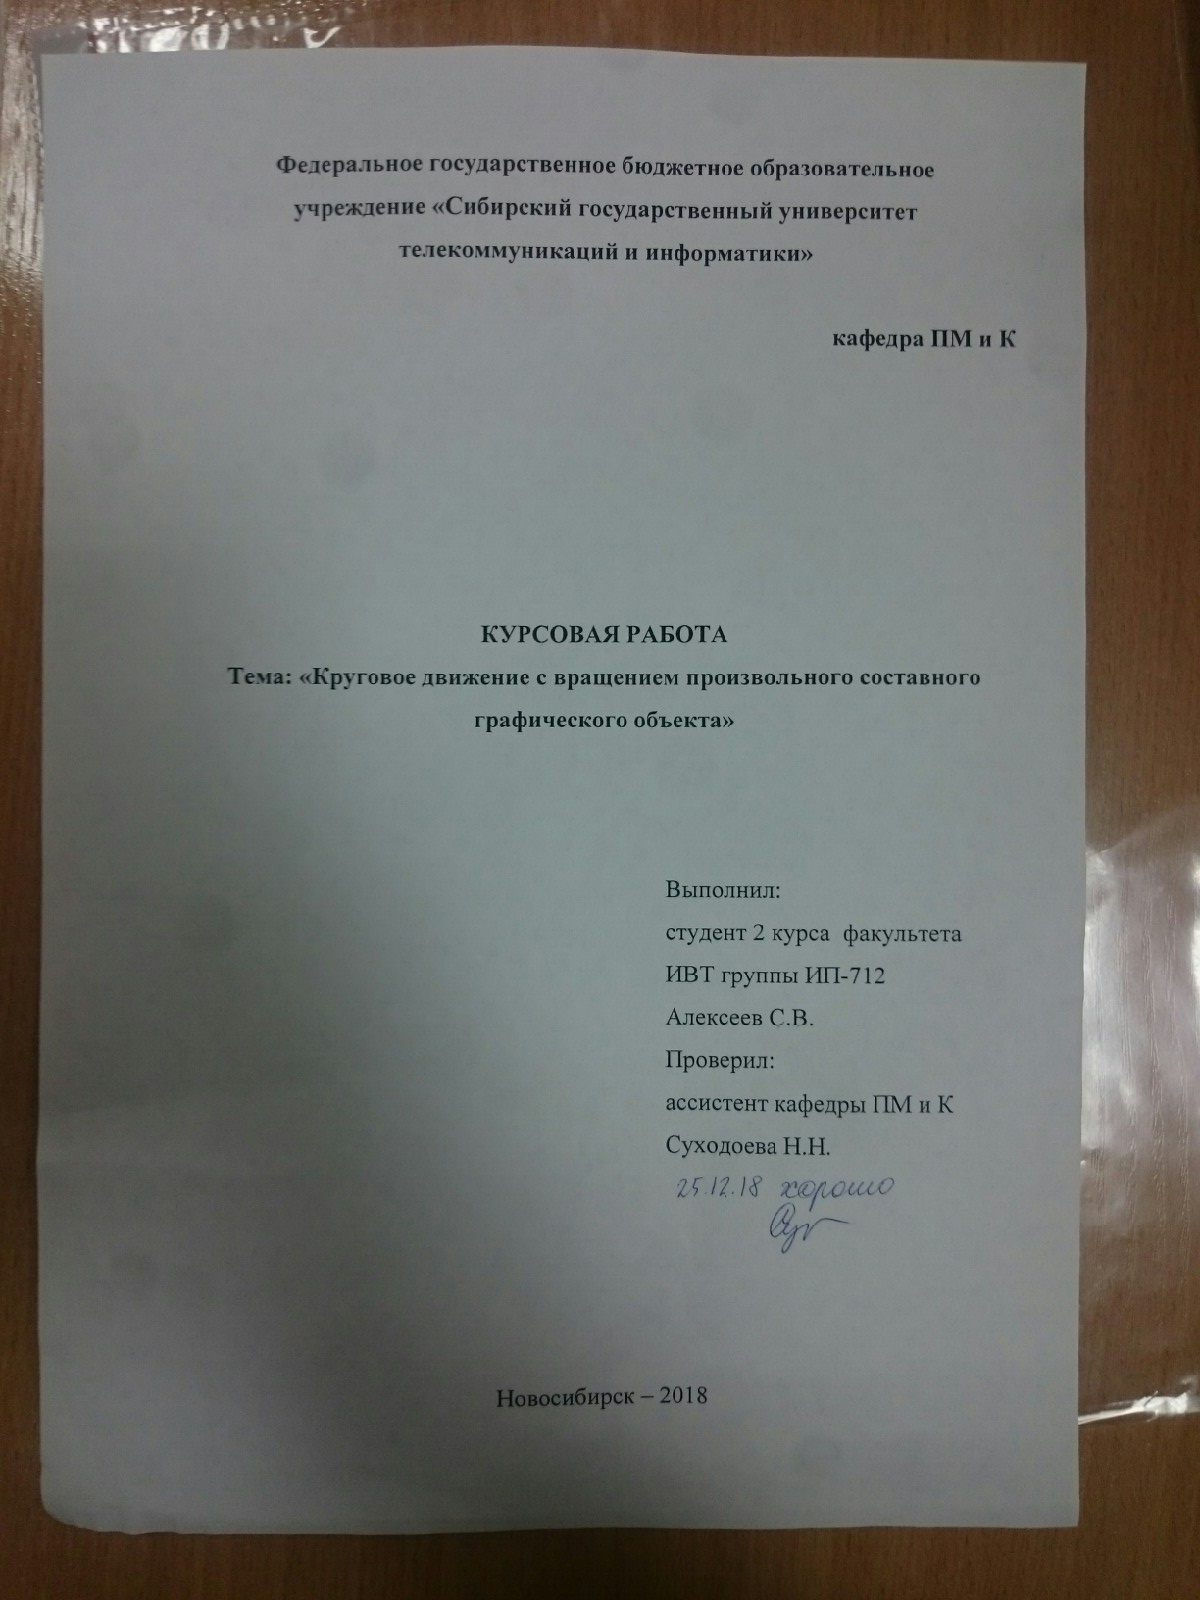 Федеральное государственное бюджетное образовательное
учреждение «Сибирский государственный университет
телекоммуникаций и информатики»
кафедра ПМ и К
КУРСОВАЯ РАБОТА
Тема: «Круговое движение с вращением произвольного составного
графического объекта»
Выполнил:
студент 2 курса факультета
ИВТ группы ИП-712
Алексеев С.В.
Проверил:
ассистент кафедры ПМ и К
Суходоева Н.Н.
25.12.18 хорошо
Новосибирск – 2018